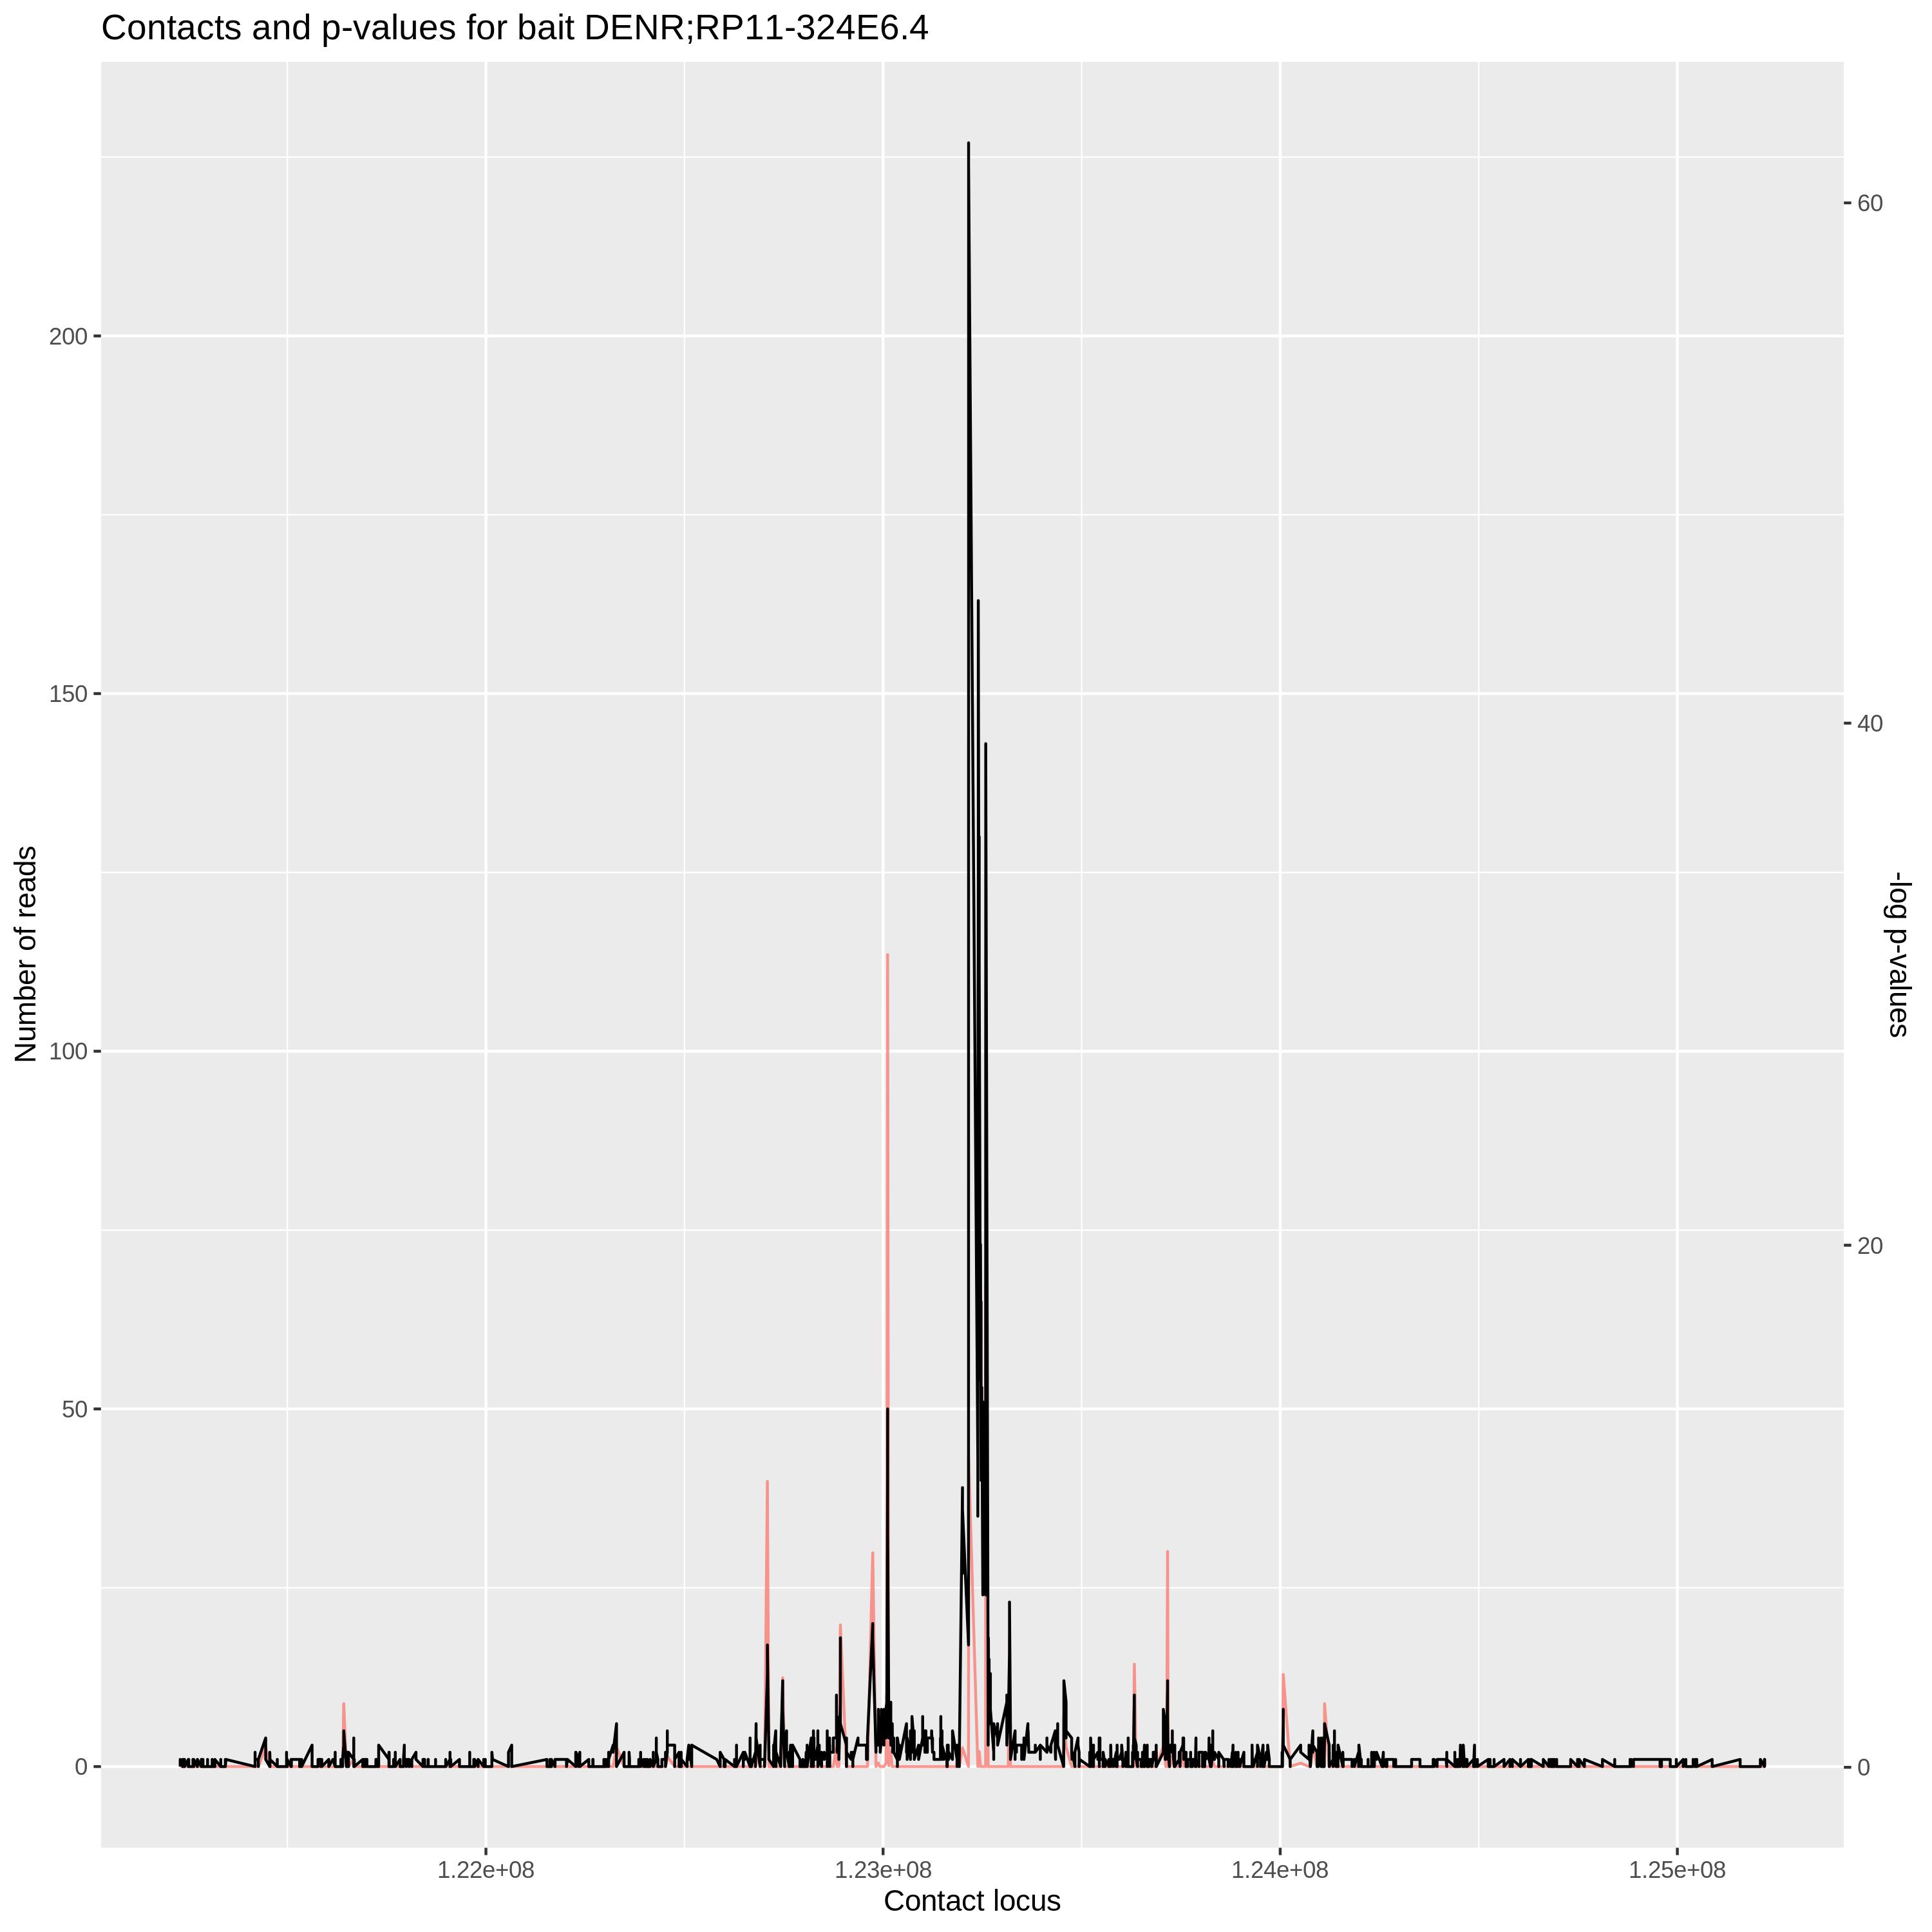 Contacts and p-values for bait DENR;RP11-324E6.4
200
150
100
50
0
Number of reads
60
40
20
0
-log p-values
1.22e+08
1.23e+08
1.24e+08
1.25e+08
Contact locus